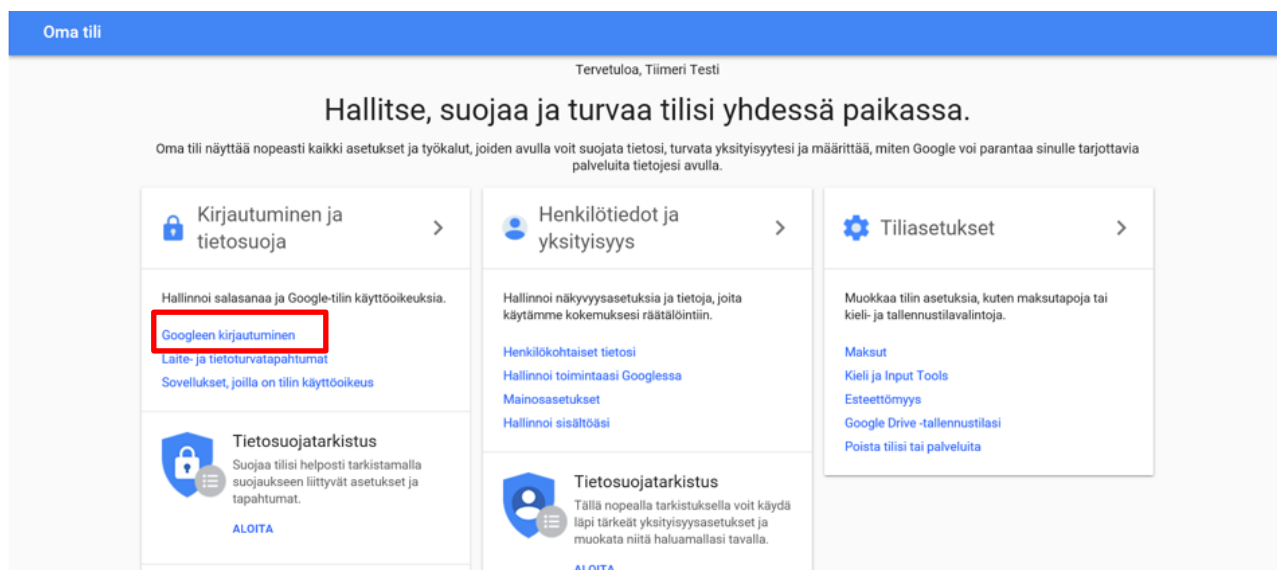 Oma tili
Tervetuloa, Tiimeri Testi
Hallitse, suojaa ja turvaa tilisi yhdessä paikassa.
Oma tili näyttää nopeasti kaikki asetukset ja työkalut, joiden avulla voit suojata tietosi, turvata yksityisyytesi ja määrittää, miten Google voi parantaa sinulle tarjottavia
palveluita tietojesi avulla.
Kirjautuminen ja
tietosuoja
Hallinnoi salasanaa ja Google-tilin käyttöoikeuksia.
Googleen kirjautuminen
Laite- ja tietoturvatapahtumat
Sovellukset, joilla on tilin käyttöoikeus
Tietosuojatarkistus
Suojaa tilisi helposti tarkistamalla
suojaukseen liittyvät asetukset ja
tapahtumat.
ALOITA
Henkilötiedot ja
yksityisyys
Hallinnoi näkyvyysasetuksia ja tietoja, joita
käytämme kokemuksesi räätälöintiin.
Henkilökohtaiset tietosi
Hallinnoi toimintaasi Googlessa
Mainosasetukset
Hallinnoi sisältöäsi
Tietosuojatarkistus
Tällä nopealla tarkistuksella voit käydä
läpi tärkeät yksityisyysasetukset ja
muokata niitä haluamallasi tavalla.
ALOITA
Tiliasetukset
Muokkaa tilin asetuksia, kuten maksutapoja tai
kieli- ja tallennustilavalintoja.
Maksut
Kieli ja Input Tools
Esteettömyys
Google Drive -tallennustilasi
Poista tilisi tai palveluita